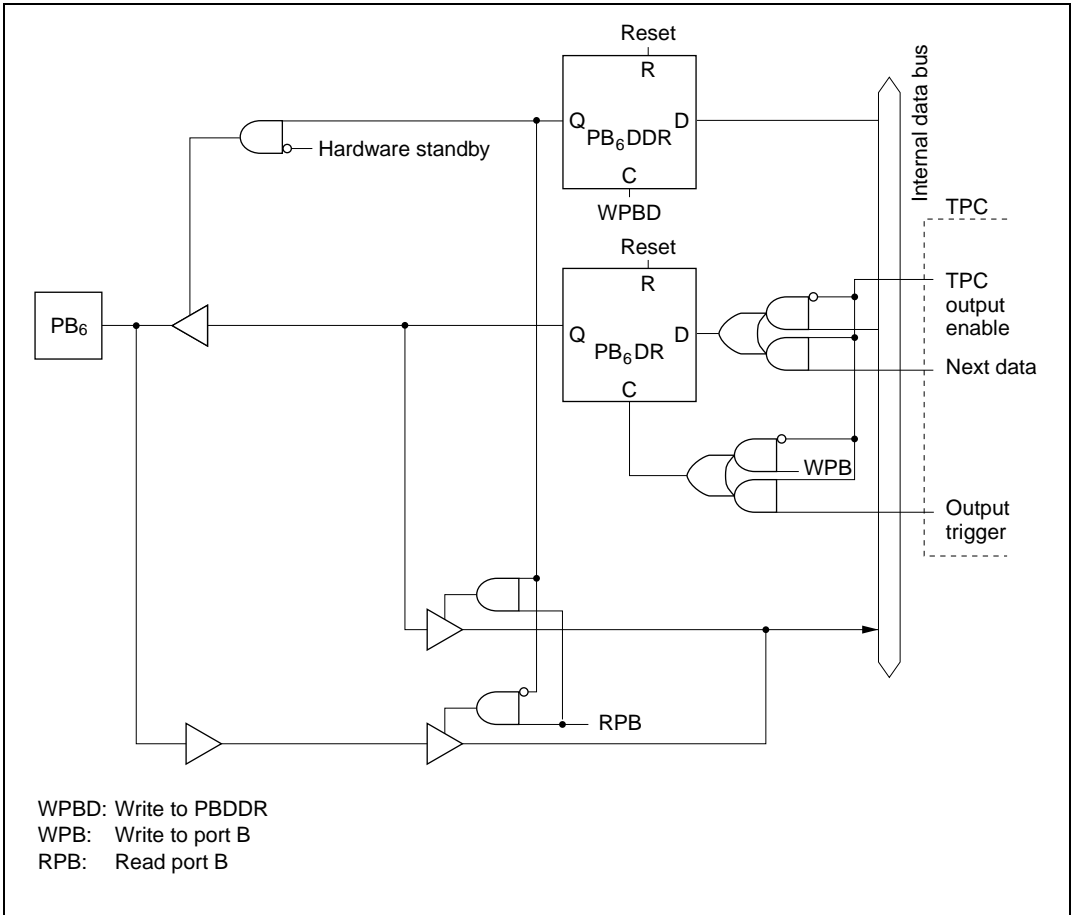 Reset
R
Q
PB6DDR
D
C
WPBD
Hardware standby
Internal data bus
TPC
Reset
R
Q
PB6DR
D
C
PB6
TPC
output
enable
Next data
WPB
Output
trigger
RPB
WPBD: Write to PBDDR
WPB: Write to port B
RPB: Read port B